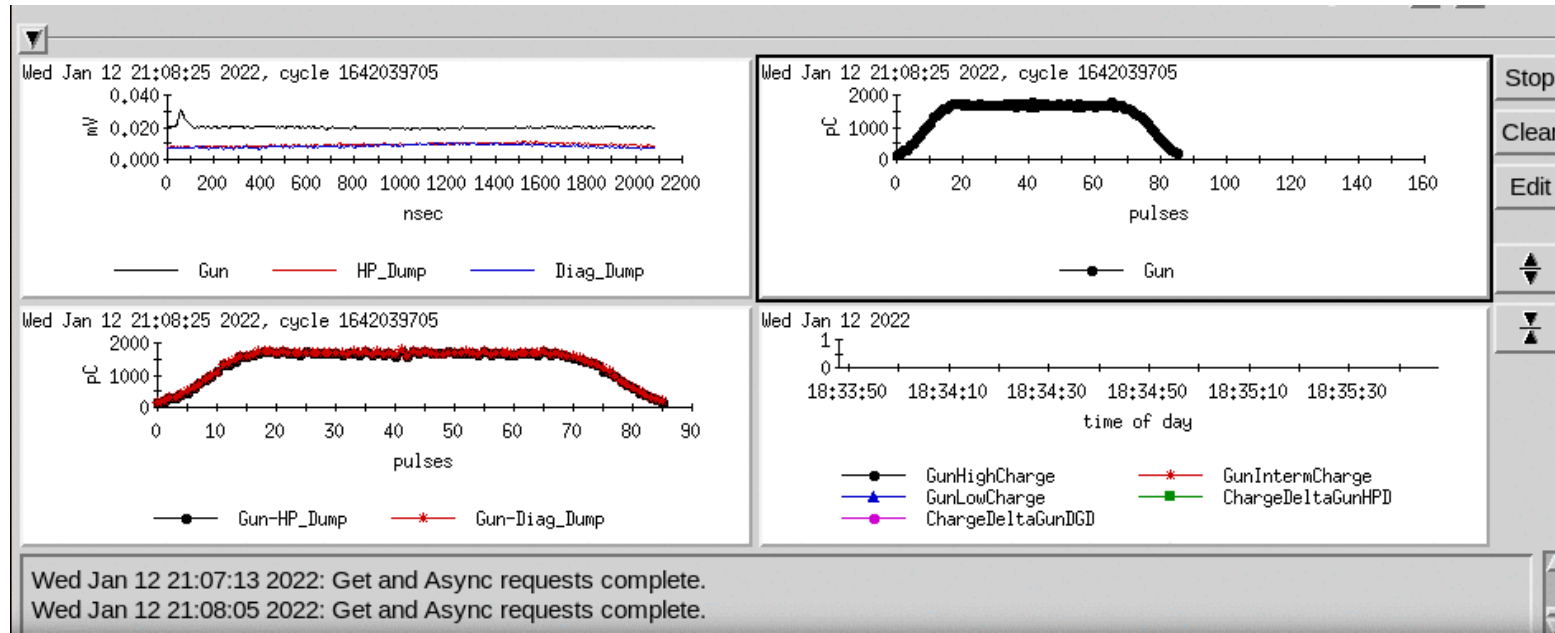 Wed Jan 12 21:08:25 2022, cycle 1642039705
0.040
mV
0.020
0.000
0 200 400 600 800 1000 1200 1400 1600 1800 2000 2200
nsec
Gun HP_Dump Diag_Dump
Wed Jan 12 21:08:25 2022, cycle 1642039705
2000
pC
1000
0
0 20 40 60 80 100 120 140 160
pulses
Gun
Stop
Clear
Edit
Wed Jan 12 21:08:25 2022, cycle 1642039705
2000
pC
1000
0
0 10 20 30 40 50 60 70 80 90
pulses
Gun-HP_Dump Gun-Diag_Dump
Wed Jan 12 2022
1
0
18:33:50 18:34:10 18:34:30 18:34:50 18:35:10 18:35:30
time of day
GunHighCharge GunIntermCharge
GunLowCharge ChargeDeltaGunHPD
ChargeDeltaGunDGD
Wed Jan 12 21:07:13 2022: Get and Async requests complete.
Wed Jan 12 21:08:05 2022: Get and Async requests complete.